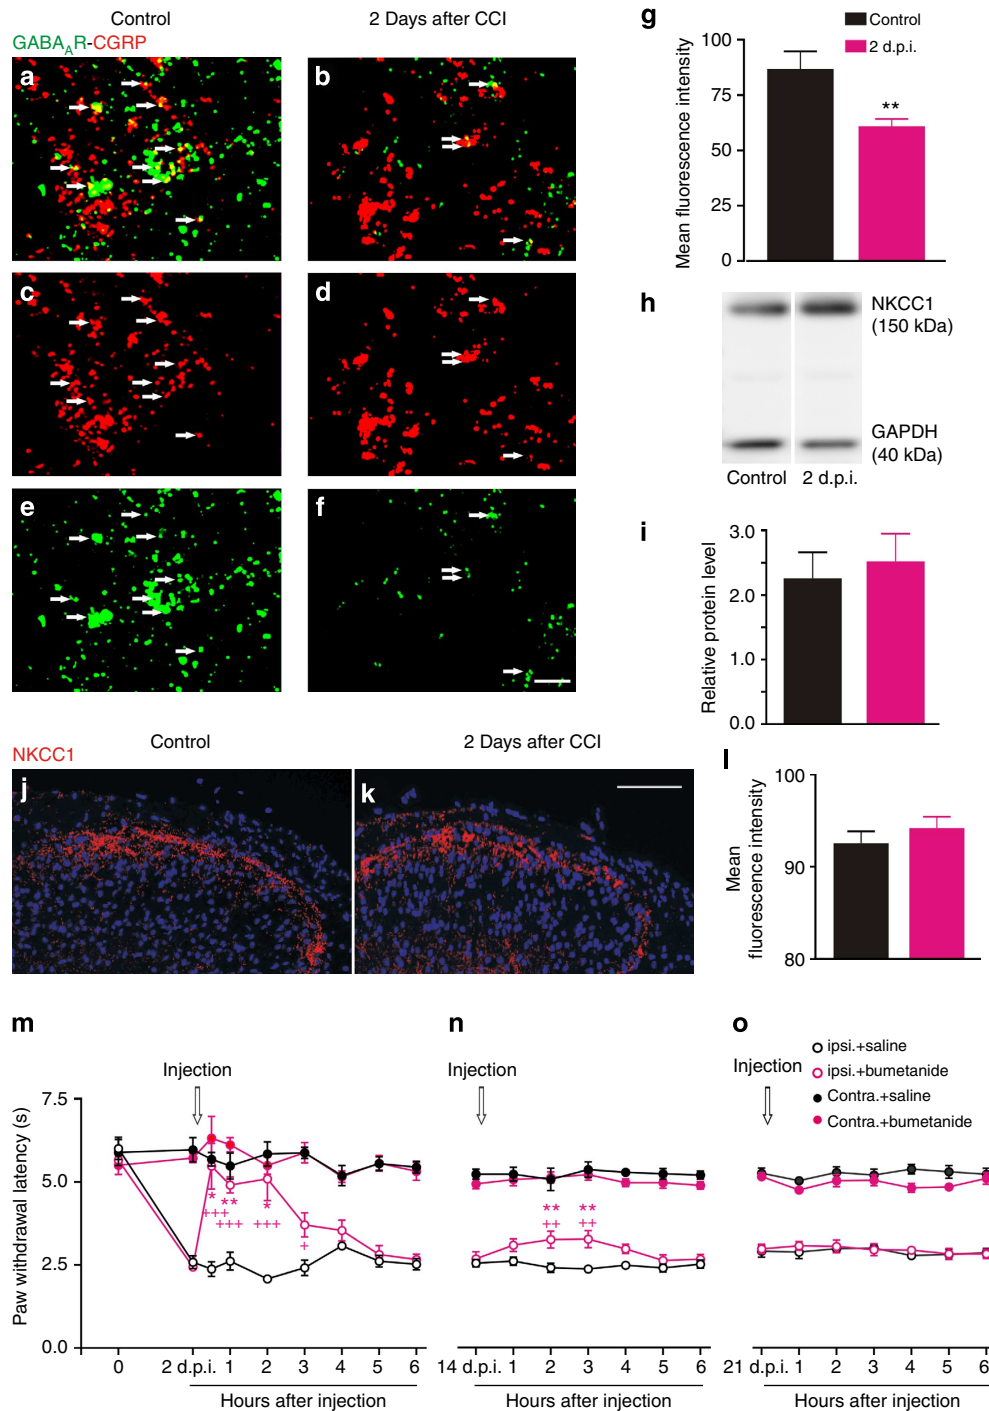 Control
2 Days after CCI
GABA_AR-CGRP
a
b
c
d
e
f
g
Control
2 d.p.i.
Mean fluorescence intensity
100
75
50
25
0
**
h
NKCC1
(150 kDa)
GAPDH
(40 kDa)
Control 2 d.p.i.
i
Relative protein level
3.0
2.0
1.0
0.0
Control
2 Days after CCI
NKCC1
j
k
l
Mean
fluorescence intensity
100
90
80
m
Injection
Paw withdrawal latency (s)
7.5
5.0
2.5
0.0
*
+++
**
+++
*
+++
+
0 2 d.p.i. 1 2 3 4 5 6
Hours after injection
n
Injection
**
++
**
++
14 d.p.i. 1 2 3 4 5 6
Hours after injection
o
Injection
ipsi.+saline
ipsi.+bumetanide
Contra.+saline
Contra.+bumetanide
21 d.p.i. 1 2 3 4 5 6
Hours after injection